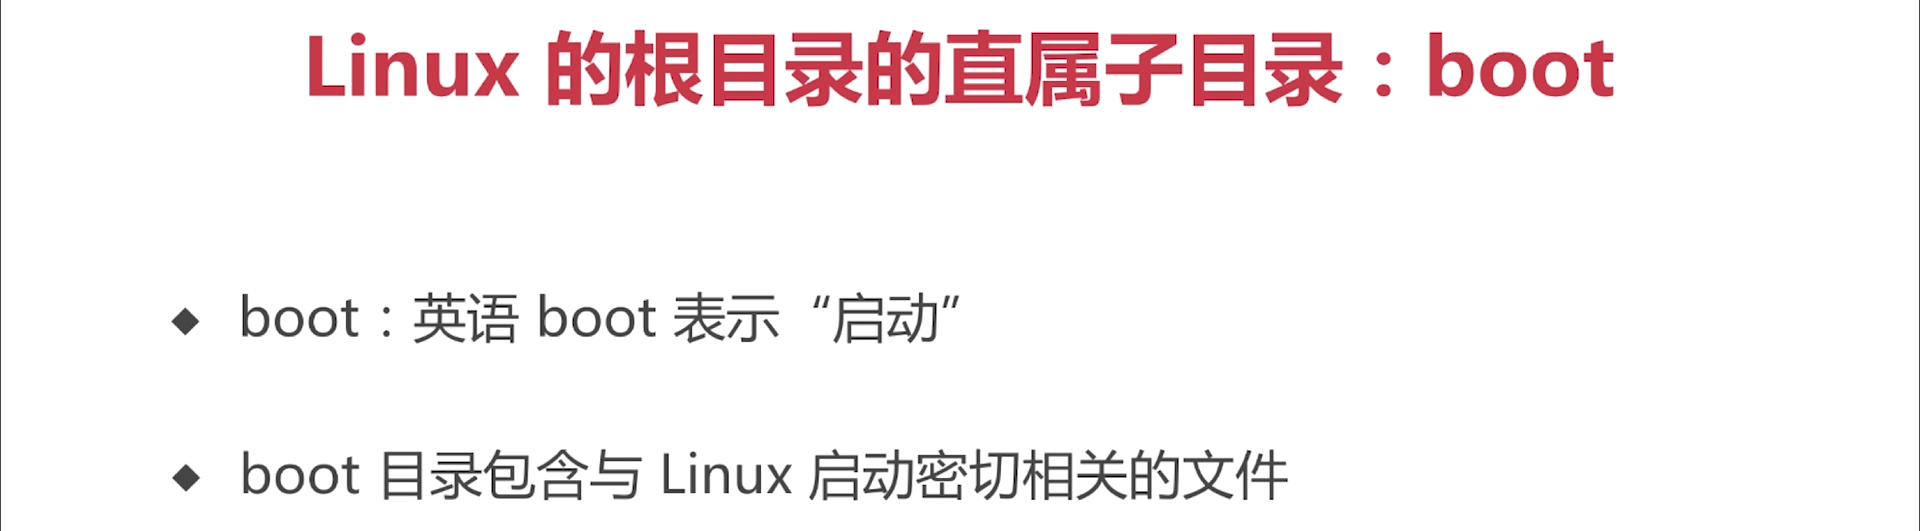 Linux 的根目录的直属子目录：boot
◆ boot：英语 boot 表示“启动”
◆ boot 目录包含与 Linux 启动密切相关的文件